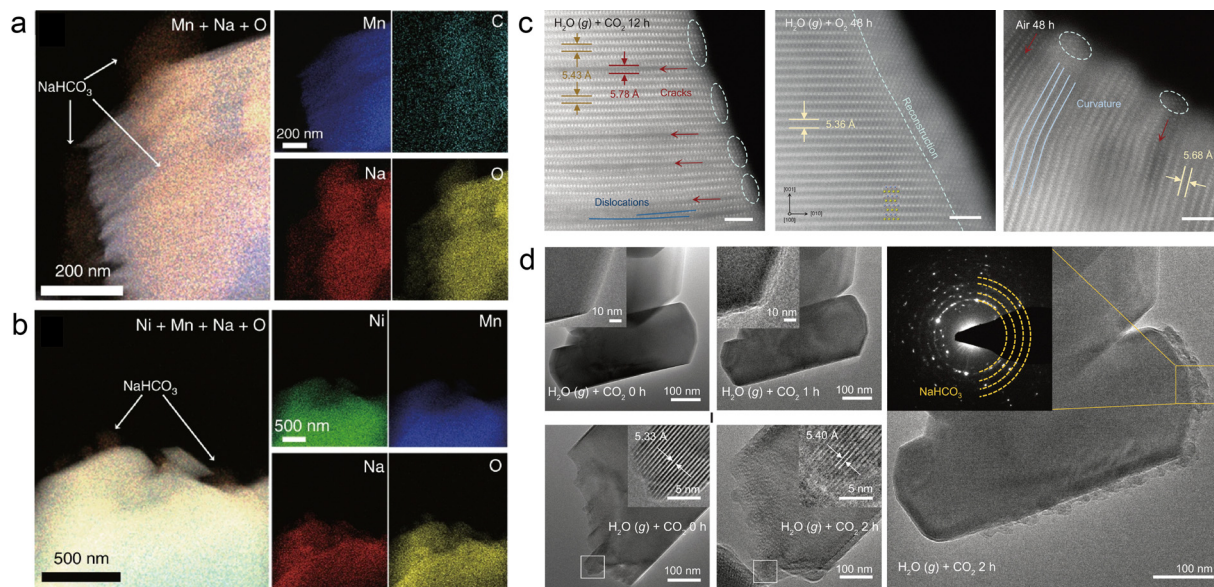 a
Mn + Na + O
NaHCO₃
200 nm
Mn
200 nm
C
Na
O
b
Ni + Mn + Na + O
NaHCO₃
500 nm
Ni
500 nm
Mn
Na
O
c
H₂O (g) + CO₂ 12 h
5.43 Å
5.78 Å
Cracks
Dislocations
H₂O (g) + O₂ 48 h
5.36 Å
Reconstruction
[001]
[100]
[010]
Air 48 h
Curvature
5.68 Å
d
10 nm
H₂O (g) + CO₂ 0 h
100 nm
10 nm
H₂O (g) + CO₂ 1 h
100 nm
5.33 Å
5 nm
H₂O (g) + CO₂ 0 h
100 nm
5.40 Å
5 nm
H₂O (g) + CO₂ 2 h
100 nm
NaHCO₃
H₂O (g) + CO₂ 2 h
100 nm